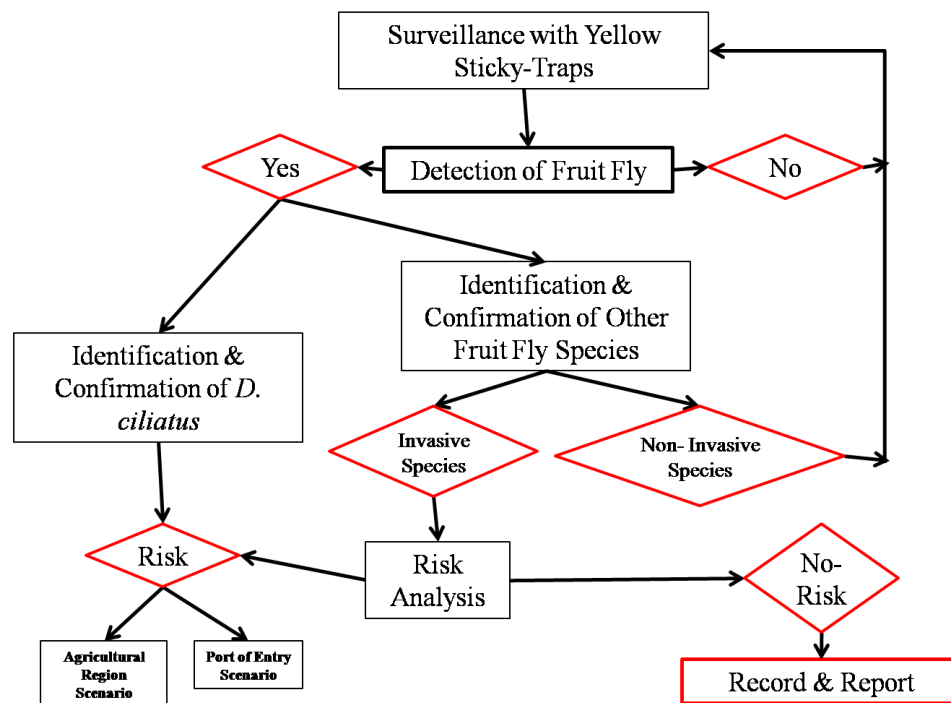 Surveillance with Yellow
Sticky-Traps
Yes
Detection of Fruit Fly
No
Identification &
Confirmation of Other
Fruit Fly Species
Identification &
Confirmation of D.
ciliatus
Invasive
Species
Non- Invasive
Species
Risk
Risk
Analysis
No-
Risk
Agricultural
Region
Scenario
Port of Entry
Scenario
Record & Report